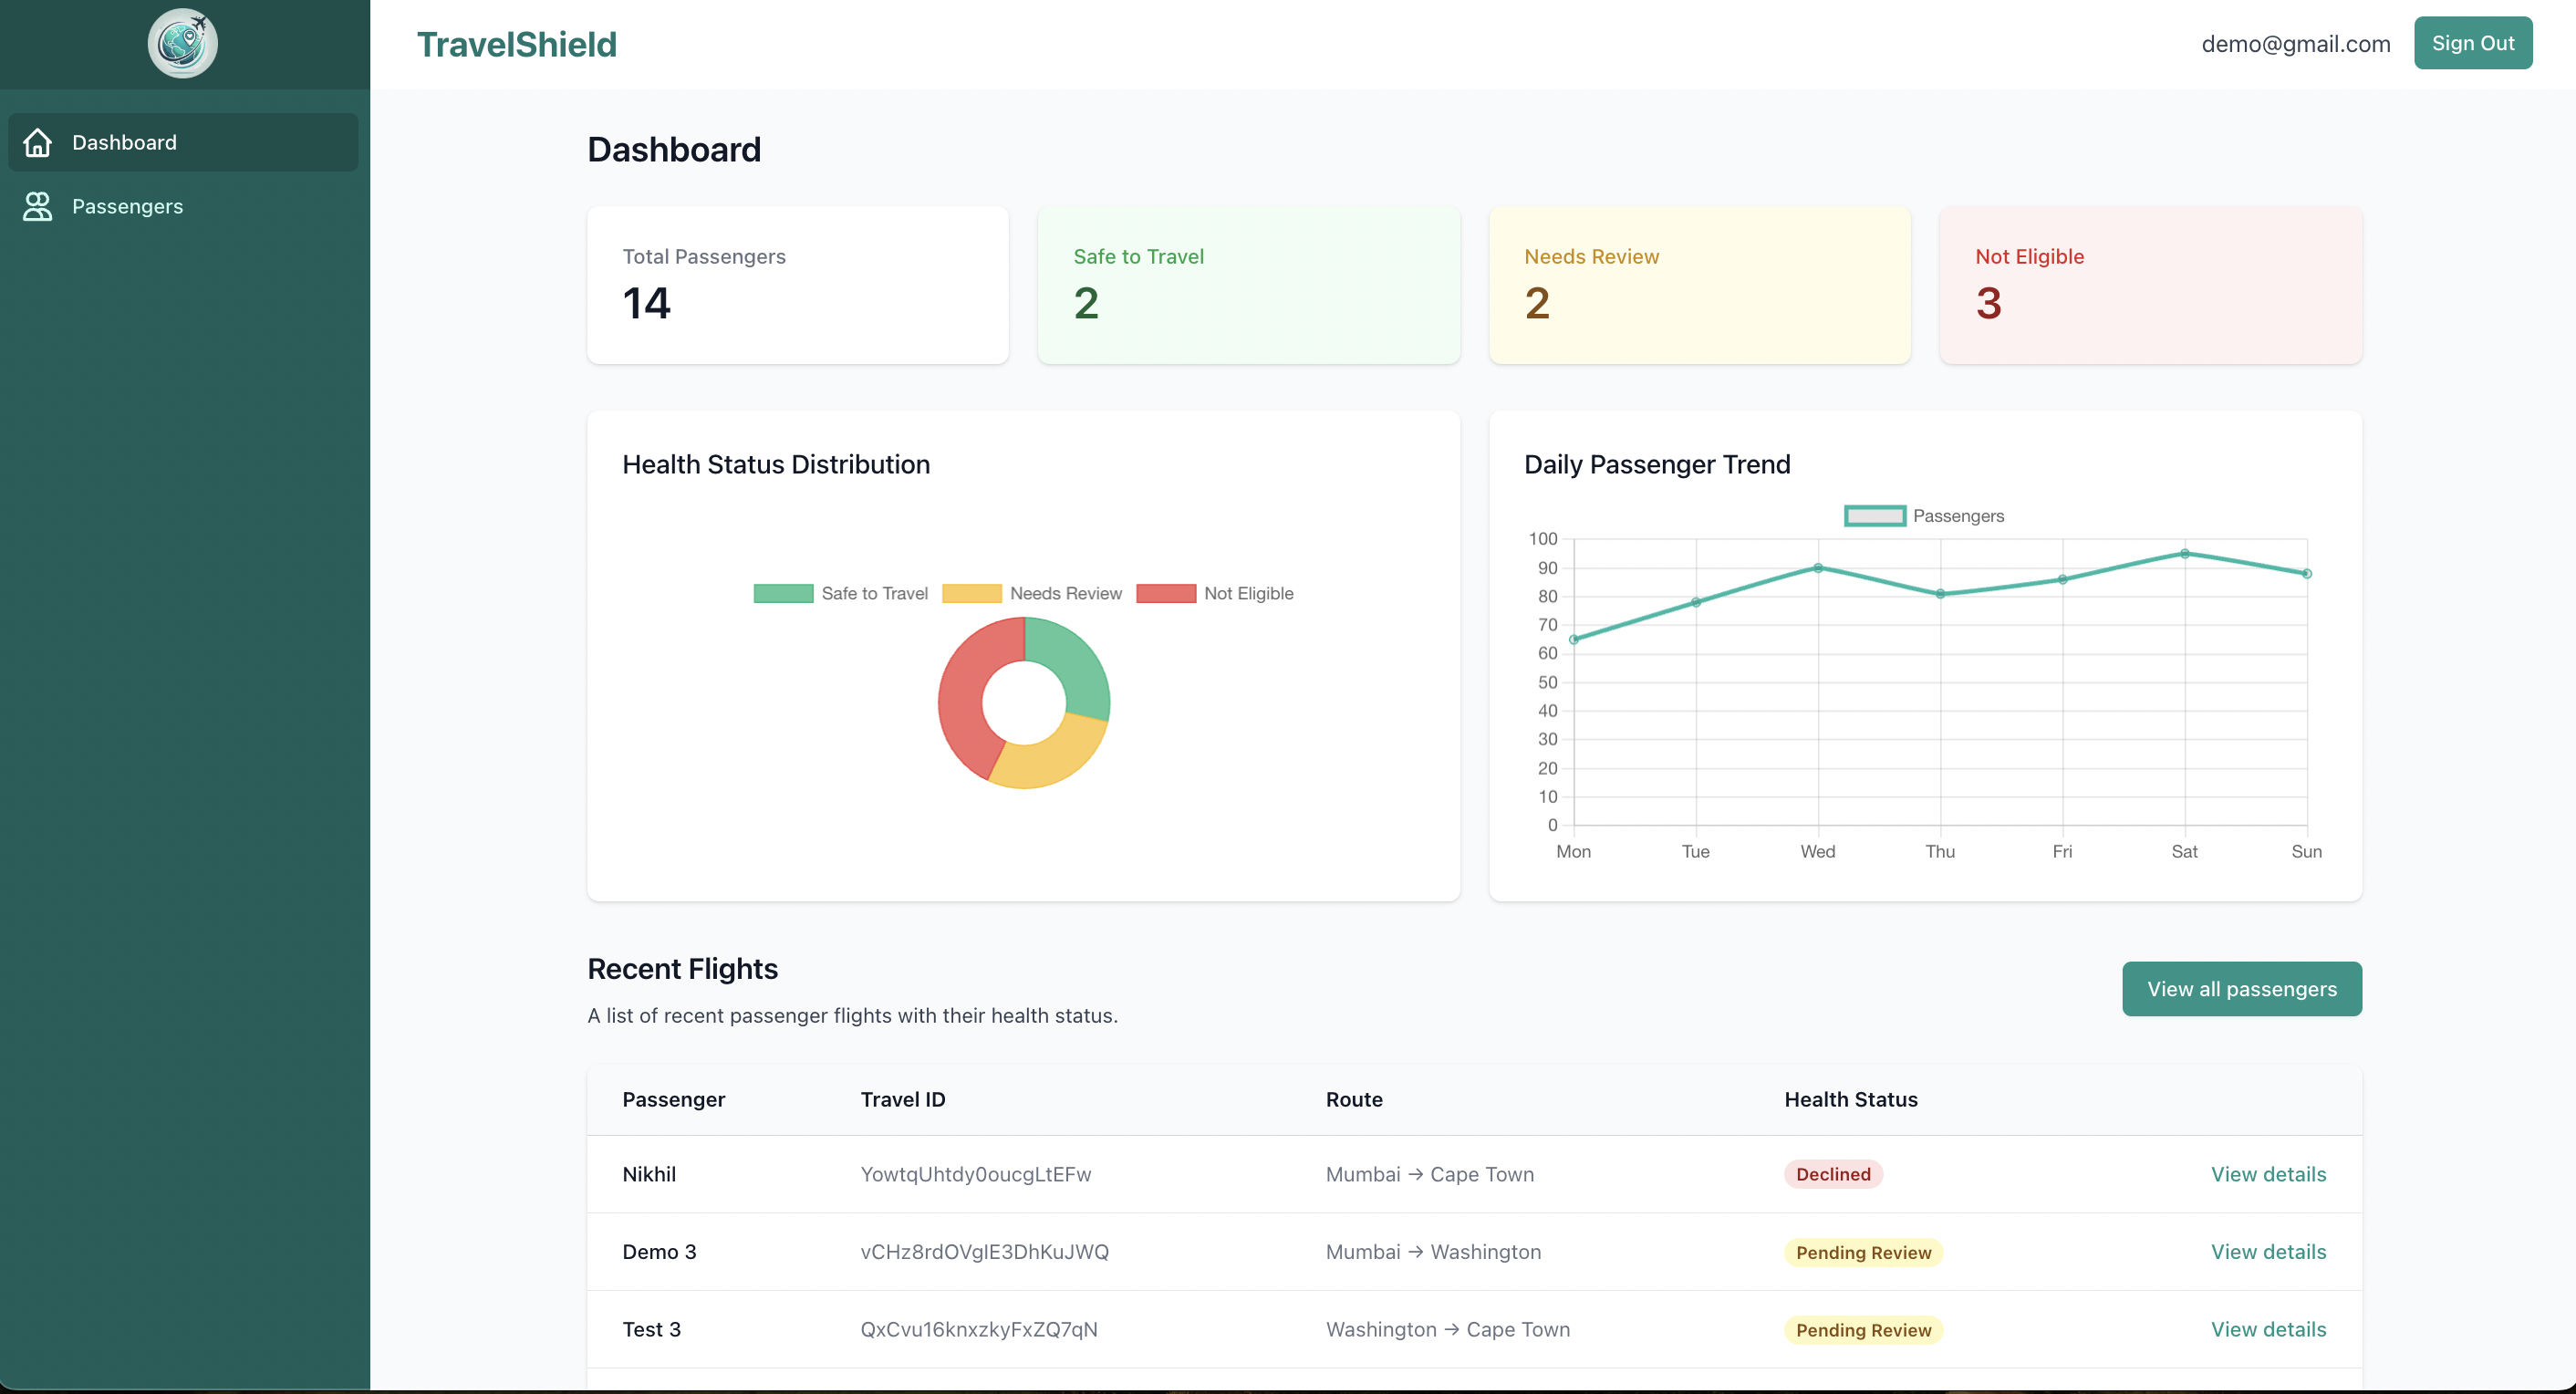 TravelShield
demo@gmail.com
Sign Out
Dashboard
Passengers
Dashboard
Total Passengers
14
Safe to Travel
2
Needs Review
2
Not Eligible
3
Health Status Distribution
Safe to Travel Needs Review Not Eligible
Daily Passenger Trend
Passengers
100
90
80
70
60
50
40
30
20
10
0
Mon Tue Wed Thu Fri Sat Sun
Recent Flights
A list of recent passenger flights with their health status.
View all passengers
Passenger Travel ID Route Health Status
Nikhil YowtqUhtdy0oucgLtEFw Mumbai → Cape Town Declined View details
Demo 3 vCHz8rdOVglE3DhKuJWQ Mumbai → Washington Pending Review View details
Test 3 QxCvu16knxzkyFxZQ7qN Washington → Cape Town Pending Review View details